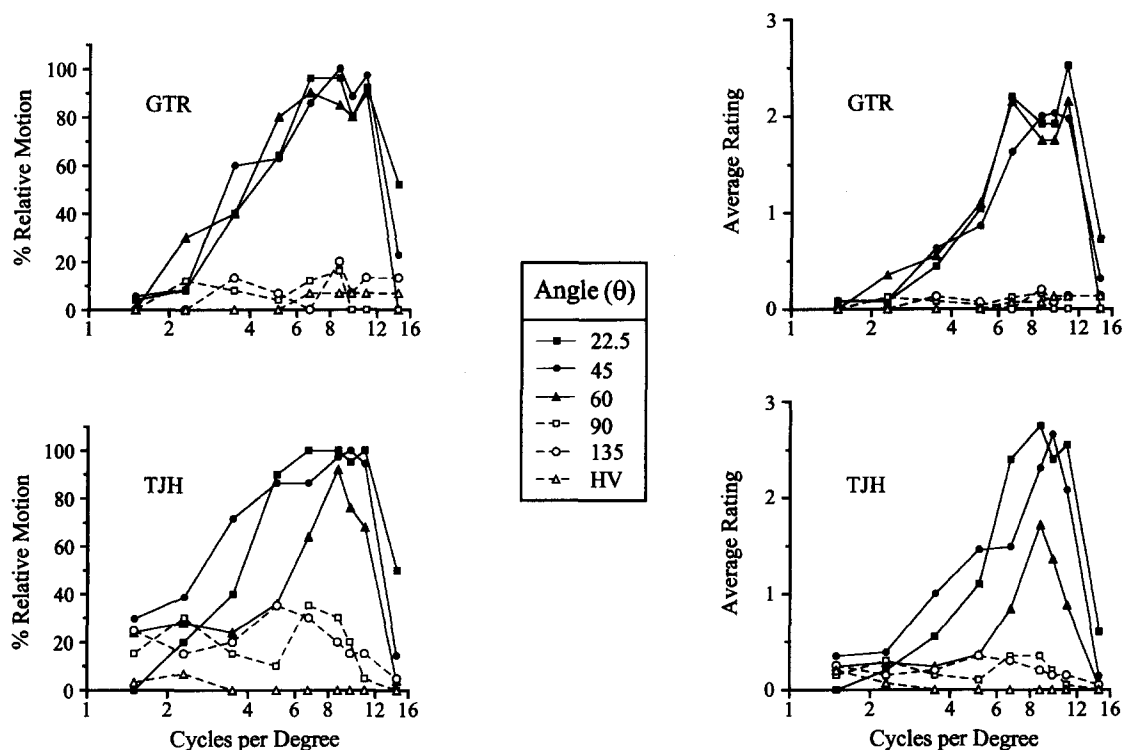 GTR
% Relative Motion
100
80
60
40
20
0
1 2 4 6 8 12 16
GTR
Average Rating
3
2
1
0
1 2 4 6 8 12 16
Angle (θ)
22.5
45
60
90
135
HV
TJH
% Relative Motion
100
80
60
40
20
0
1 2 4 6 8 12 16
Cycles per Degree
TJH
Average Rating
3
2
1
0
1 2 4 6 8 12 16
Cycles per Degree